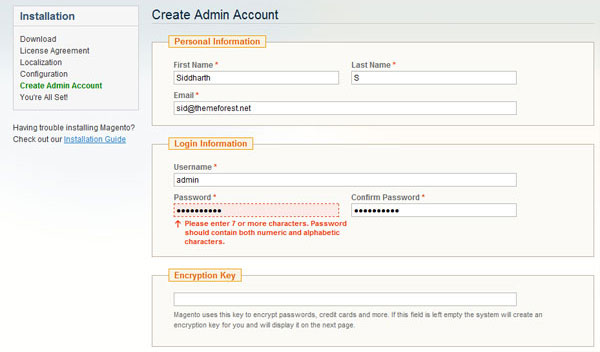 Installation
Download
License Agreement
Localization
Configuration
Create Admin Account
You're All Set!
Having trouble installing Magento?
Check out our Installation Guide
Create Admin Account
Personal Information
First Name *
Last Name *
Siddharth
S
Email *
sid@themeforest.net
Login Information
Username *
admin
Password *
Confirm Password *
••••••••••
••••••••••
Please enter 7 or more characters. Password
should contain both numeric and alphabetic
characters.
Encryption Key
Magento uses this key to encrypt passwords, credit cards and more. If this field is left empty the system will create an
encryption key for you and will display it on the next page.